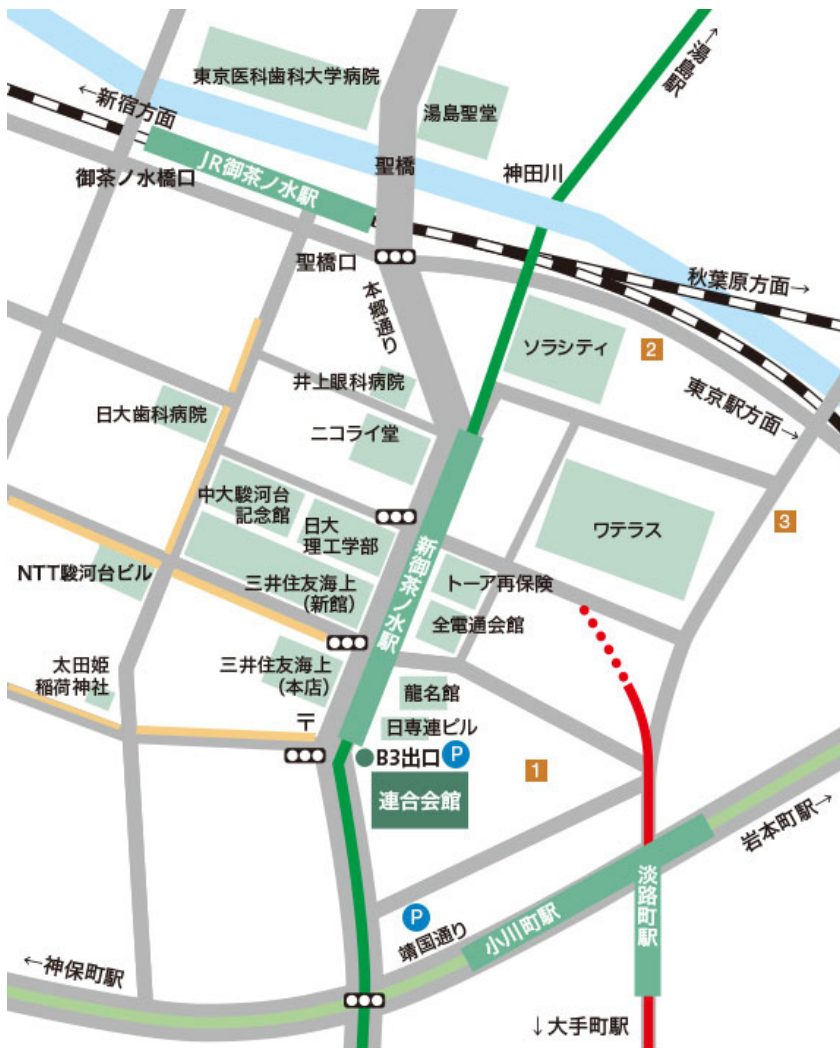 →湯島駅
東京医科歯科大学病院
湯島聖堂
←新宿方面
JR御茶ノ水駅
聖橋
神田川
御茶ノ水橋口
聖橋口
秋葉原方面→
本郷通り
ソラシティ
2
井上眼科病院
東京駅方面→
日大歯科病院
ニコライ堂
中大駿河台
記念館
日大
理工学部
ワテラス
3
新御茶ノ水駅
NTT駿河台ビル
三井住友海上
(新館)
トーア再保険
全電通会館
太田姫
稲荷神社
三井住友海上
(本店)
龍名館
〒
日専連ビル
B3出口
P
1
連合会館
岩本町駅→
淡路町駅
P
靖国通り
小川町駅
←神保町駅
↓大手町駅